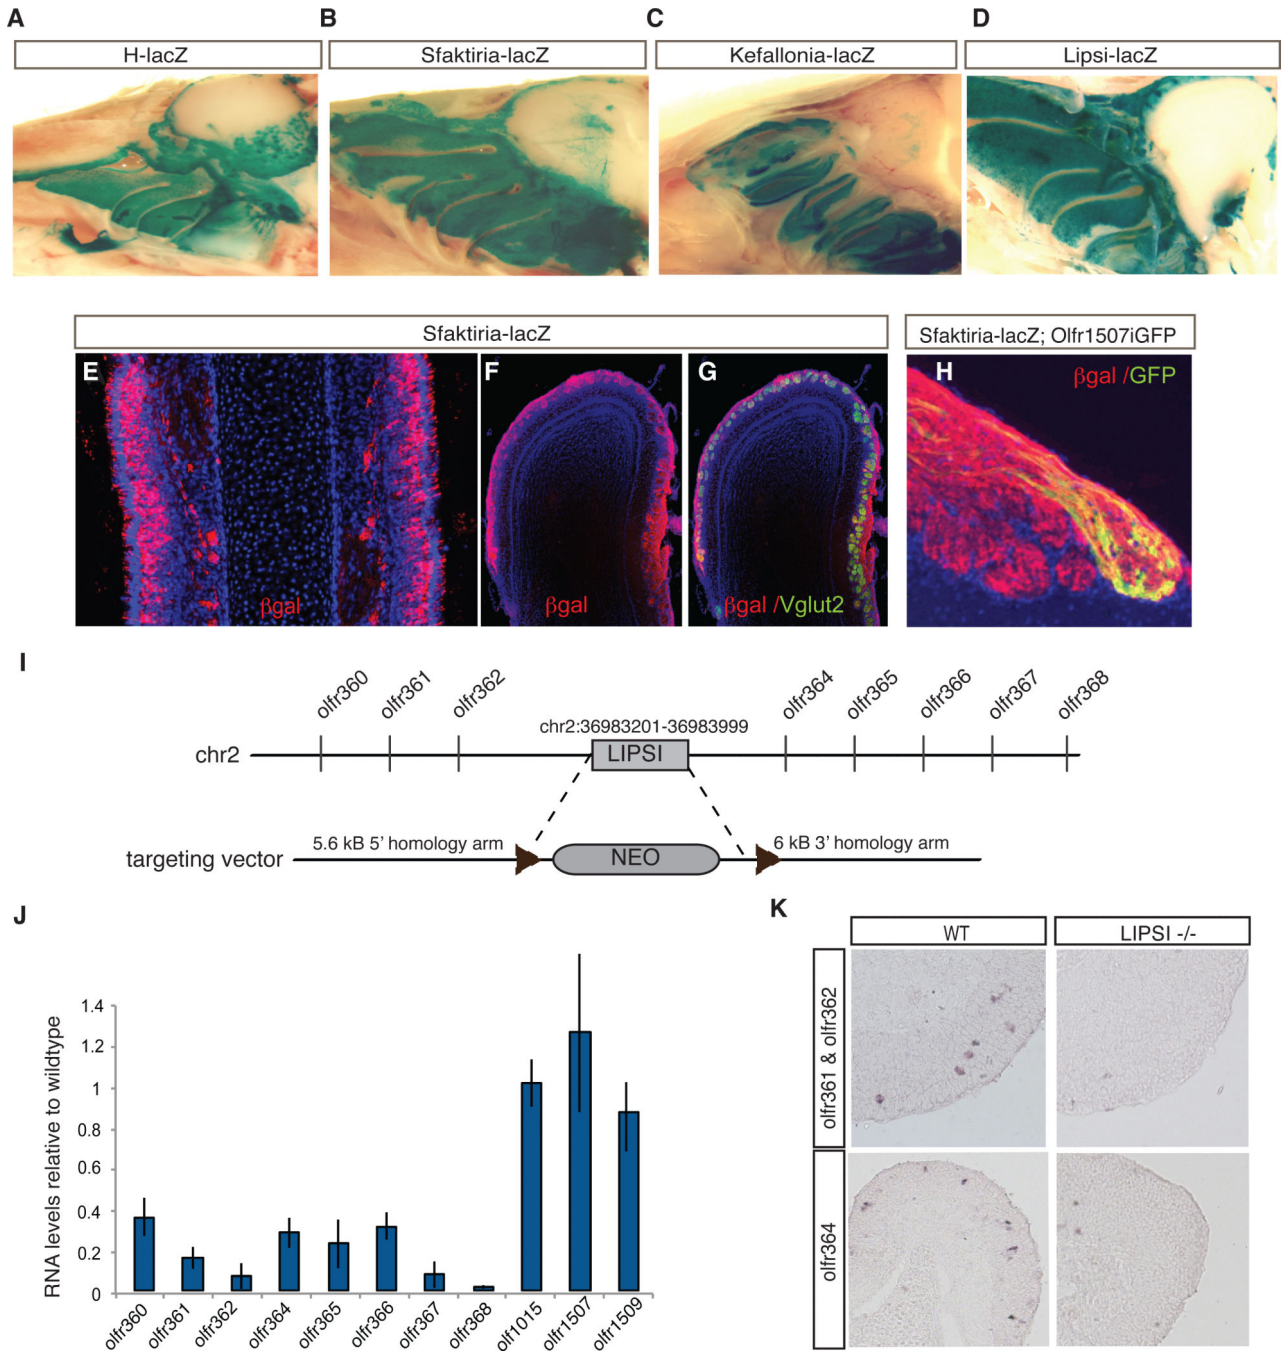 A
B
C
D
H-lacZ
Sfaktiria-lacZ
Kefallonia-lacZ
Lipsi-lacZ
Sfaktiria-lacZ
Sfaktiria-lacZ; Olfr1507iGFP
E
F
G
H
βgal /GFP
βgal
βgal
βgal /Vglut2
I
olfr360
olfr361
olfr362
olfr364
olfr365
olfr366
olfr367
olfr368
chr2:36983201-36983999
chr2
LIPSI
5.6 kB 5' homology arm
6 kB 3' homology arm
targeting vector
NEO
J
RNA levels relative to wildtype
1.4
1.2
1
0.8
0.6
0.4
0.2
0
olfr360
olfr361
olfr362
olfr364
olfr365
olfr366
olfr367
olfr368
olf1015
olfr1507
olfr1509
K
WT
LIPSI -/-
olfr361 & olfr362
olfr364